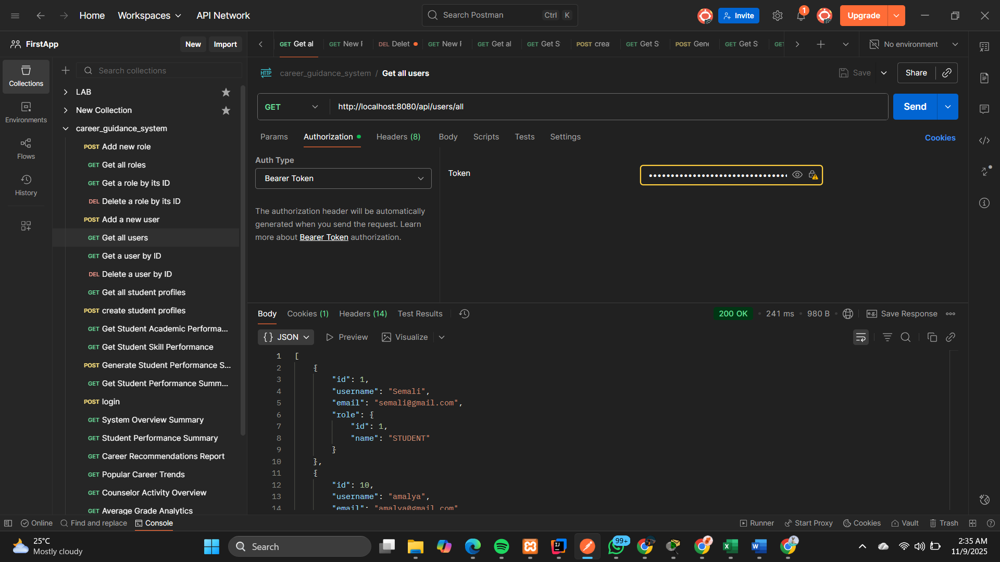 Home
Workspaces
API Network
Search Postman
Ctrl
K
Invite
1
Upgrade
FirstApp
New
Import
GET Get al
GET New F
DEL Delet
GET New F
GET Get al
GET Get S
POST crea
GET Get S
POST Gene
GET Get S
GET
No environment
Collections
Environments
Flows
History
Search collections
LAB
New Collection
career_guidance_system
POST Add new role
GET Get all roles
GET Get a role by its ID
DEL Delete a role by its ID
POST Add a new user
GET Get all users
GET Get a user by ID
DEL Delete a user by ID
GET Get all student profiles
POST create student profiles
GET Get Student Academic Performa...
GET Get Student Skill Performance
POST Generate Student Performance S...
GET Get Student Performance Summ...
POST login
GET System Overview Summary
GET Student Performance Summary
GET Career Recommendations Report
GET Popular Career Trends
GET Counselor Activity Overview
GET Average Grade Analytics
HTTP
career_guidance_system / Get all users
Save
Share
GET
http://localhost:8080/api/users/all
Send
Params
Authorization
Headers (8)
Body
Scripts
Tests
Settings
Cookies
Auth Type
Bearer Token
The authorization header will be automatically
generated when you send the request. Learn
more about Bearer Token authorization.
Token
Body
Cookies (1)
Headers (14)
Test Results
200 OK
241 ms
980 B
e.g.
Save Response
{} JSON
Preview
Visualize
1 [
2 {
3 "id": 1,
4 "username": "Semali",
5 "email": "semali@gmail.com",
6 "role": {
7 "id": 1,
8 "name": "STUDENT"
9 }
10 },
11 {
12 "id": 10,
13 "username": "amalya",
14 "email": "amalya@gmail.com"
Online
Find and replace
Console
Runner
Start Proxy
Cookies
Vault
Trash
25°C
Mostly cloudy
Search
99+
2:35 AM
11/9/2025